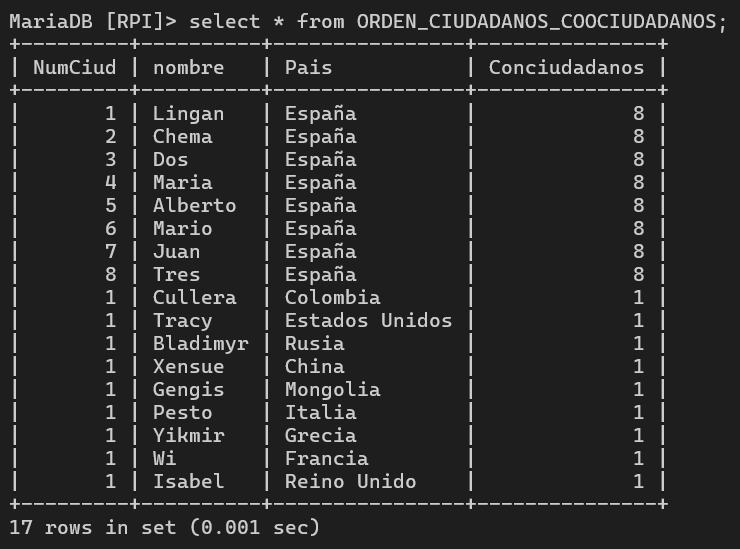 MariaDB [RPI]> select * from ORDEN_CIUDADANOS_COOCIUDADANOS;
+---------+----------+----------------+---------------+
| NumCiud | nombre   | Pais           | Conciudadanos |
+---------+----------+----------------+---------------+
|       1 | Lingan   | España         |             8 |
|       2 | Chema    | España         |             8 |
|       3 | Dos      | España         |             8 |
|       4 | Maria    | España         |             8 |
|       5 | Alberto  | España         |             8 |
|       6 | Mario    | España         |             8 |
|       7 | Juan     | España         |             8 |
|       8 | Tres     | España         |             8 |
|       1 | Cullera  | Colombia       |             1 |
|       1 | Tracy    | Estados Unidos |             1 |
|       1 | Bladimyr | Rusia          |             1 |
|       1 | Xensue   | China          |             1 |
|       1 | Gengis   | Mongolia       |             1 |
|       1 | Pesto    | Italia         |             1 |
|       1 | Yikmir   | Grecia         |             1 |
|       1 | Wi       | Francia        |             1 |
|       1 | Isabel   | Reino Unido    |             1 |
+---------+----------+----------------+---------------+
17 rows in set (0.001 sec)